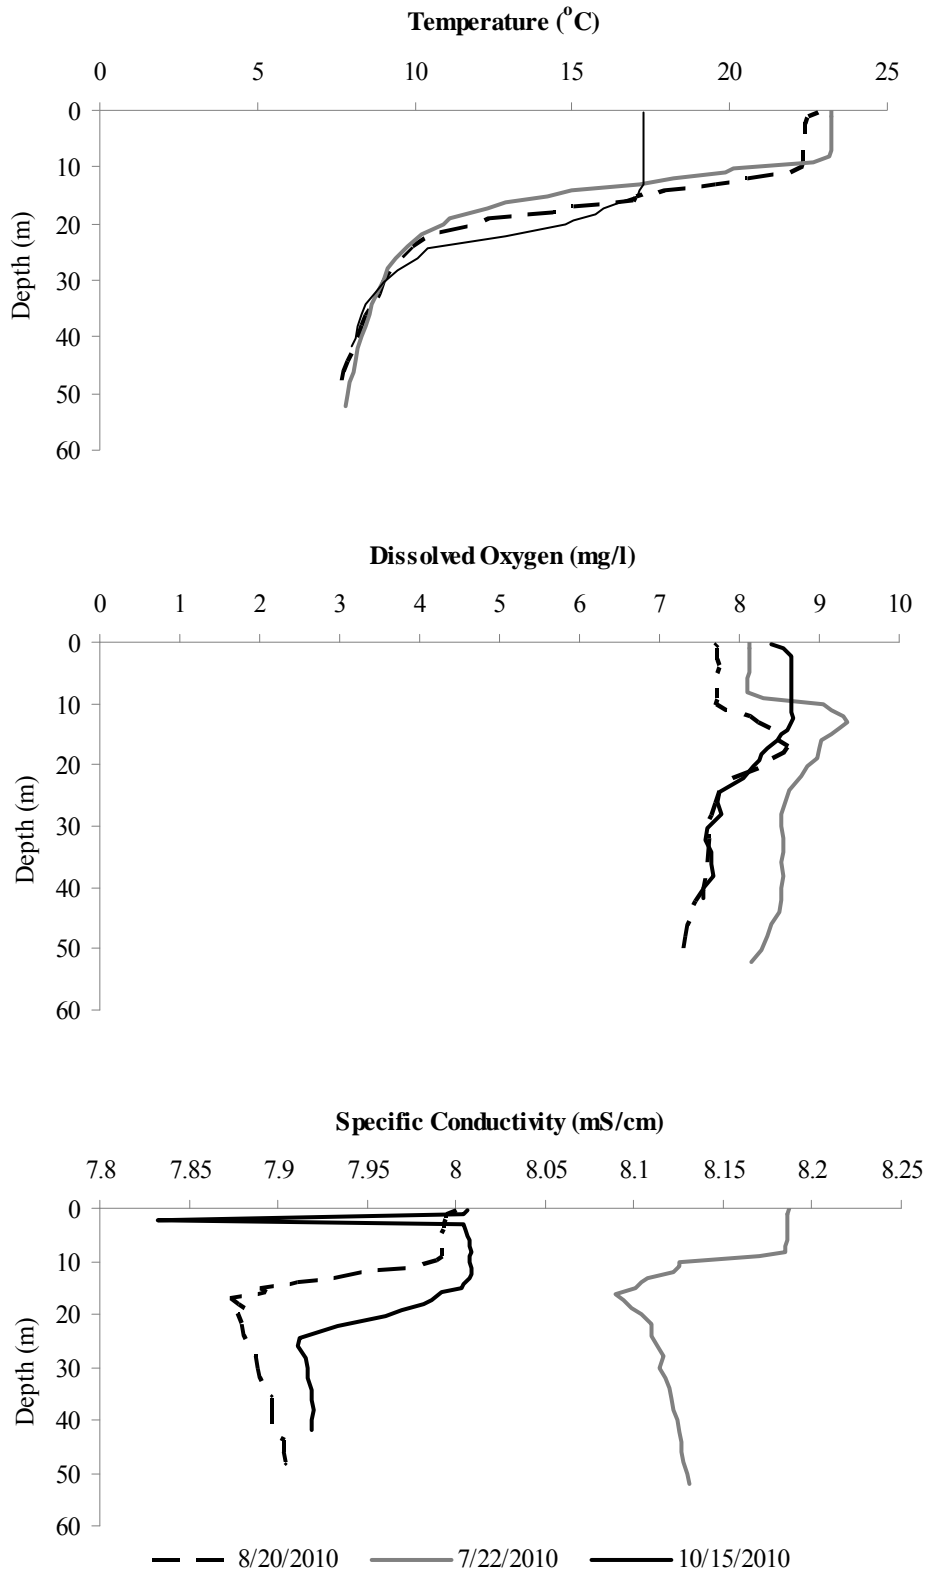 Temperature (°C)
0 5 10 15 20 25
0
10
20
30
40
50
60
Depth (m)
Dissolved Oxygen (mg/l)
0 1 2 3 4 5 6 7 8 9 10
0
10
20
30
40
50
60
Depth (m)
Specific Conductivity (mS/cm)
7.8 7.85 7.9 7.95 8 8.05 8.1 8.15 8.2 8.25
0
10
20
30
40
50
60
Depth (m)
8/20/2010 7/22/2010 10/15/2010